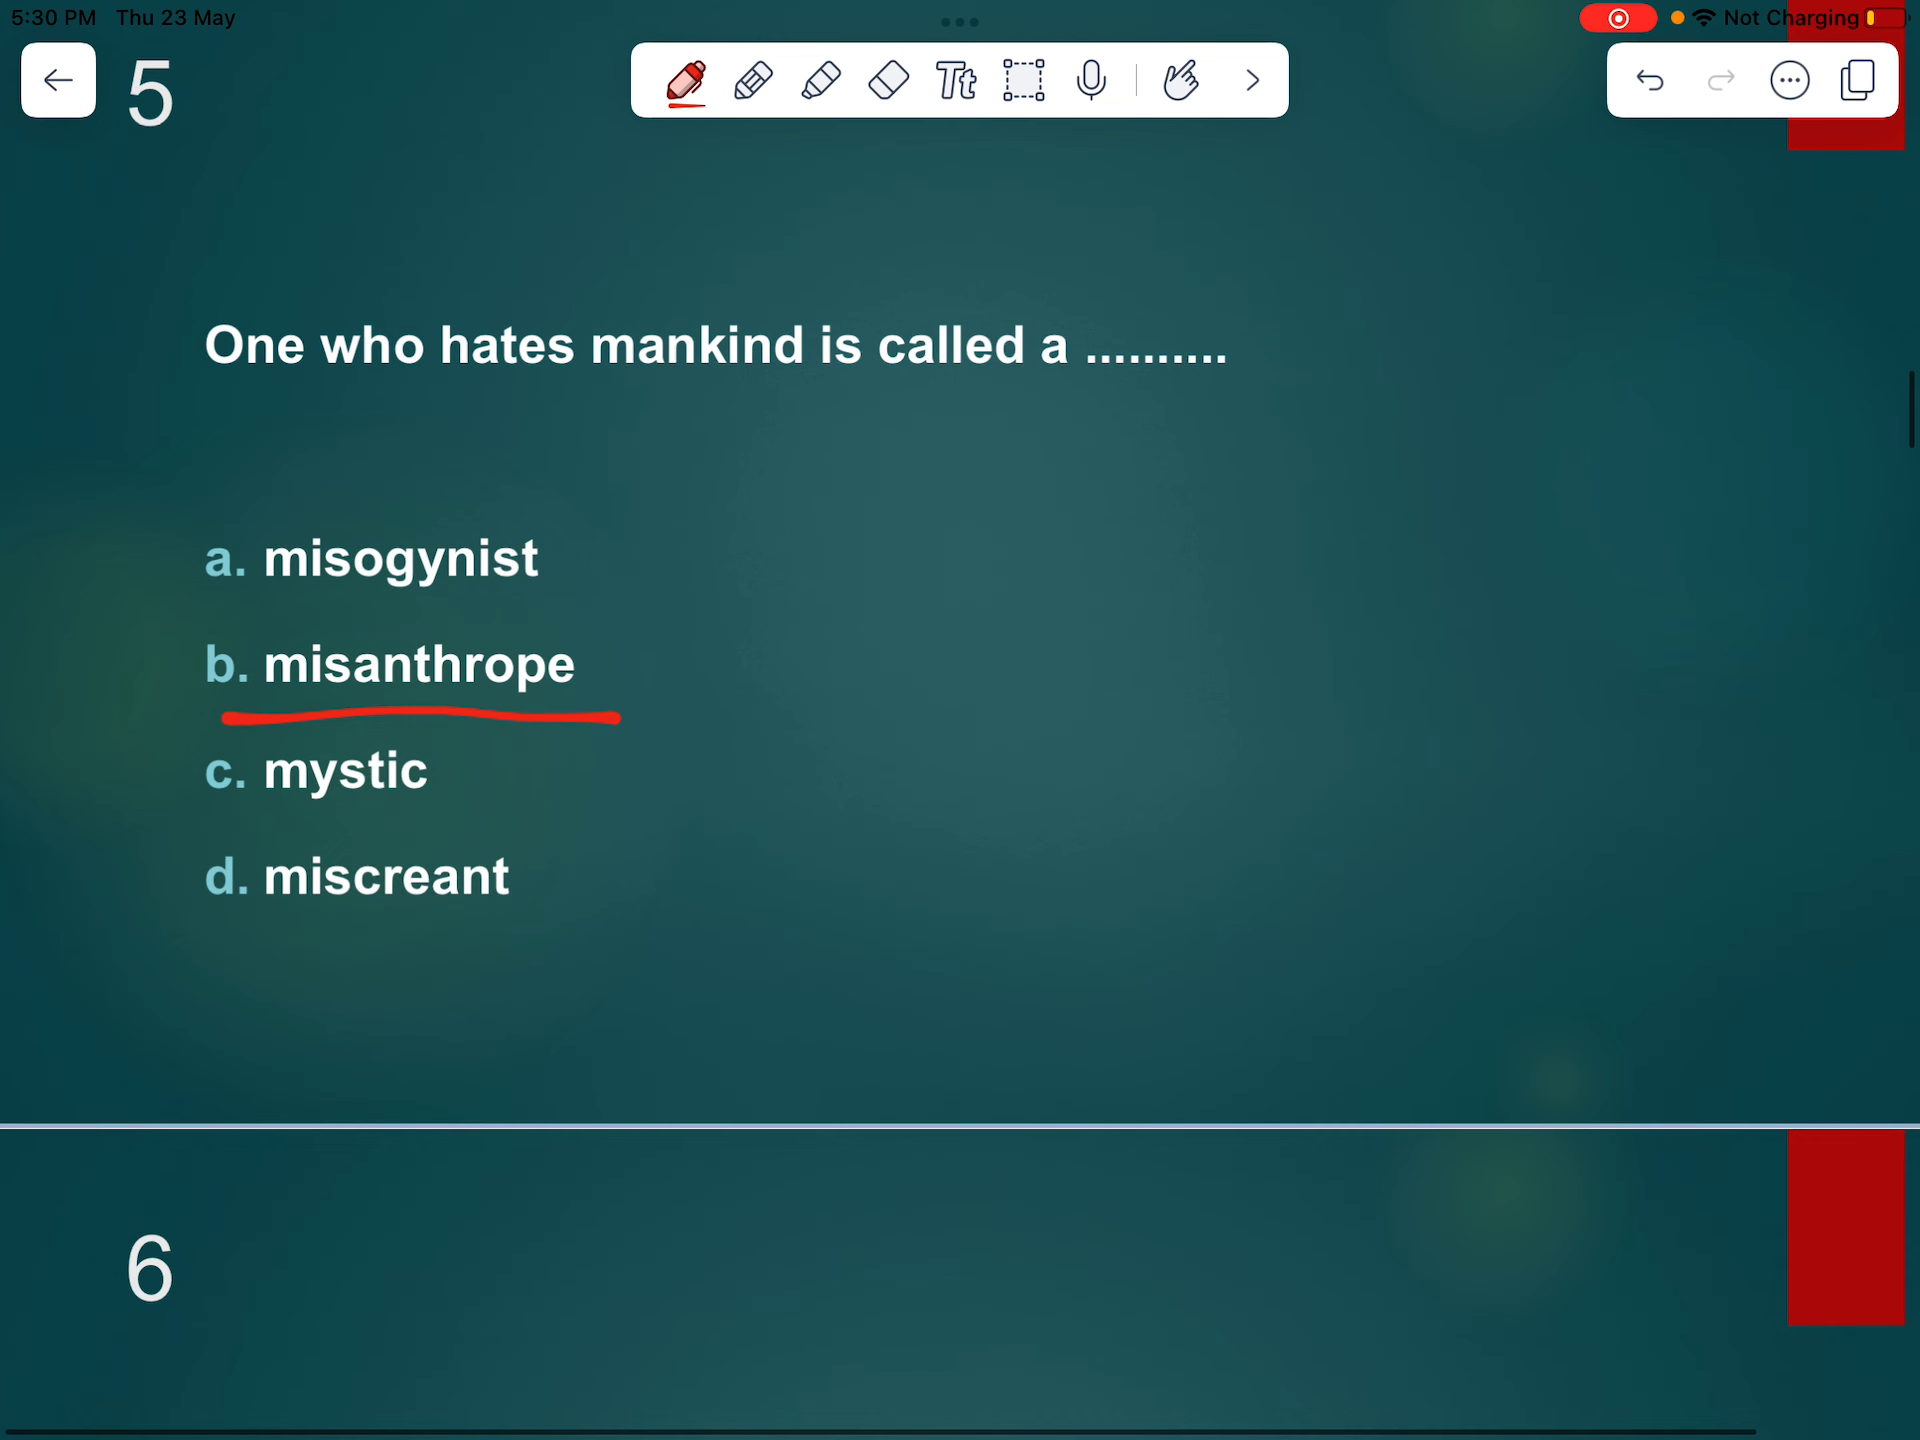 5:30 PM Thu 23 May
Not Charging
5
Tt
One who hates mankind is called a ..........
a. misogynist
b. misanthrope
c. mystic
d. miscreant
6